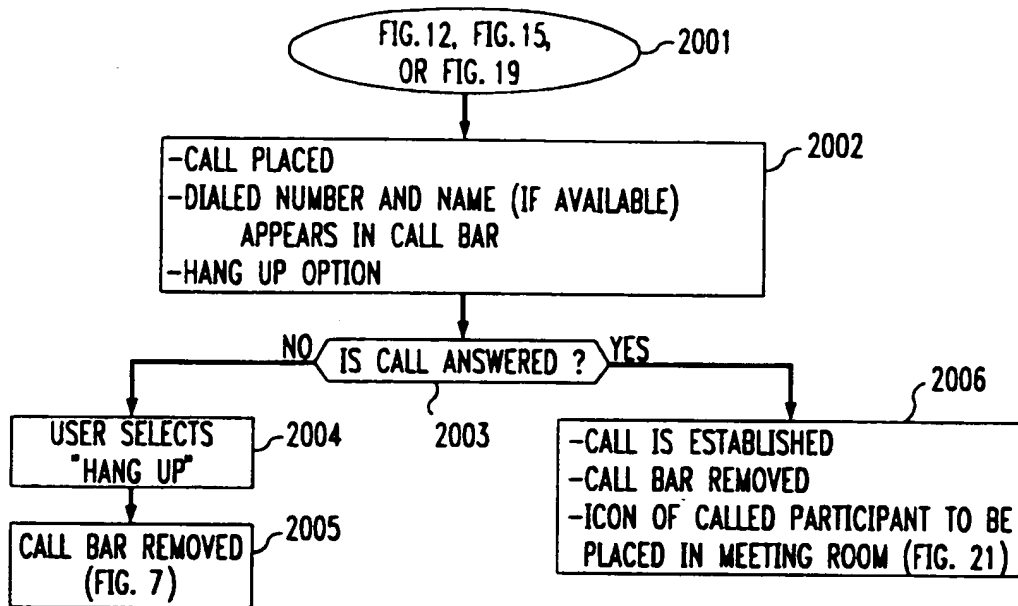 FIG. 12, FIG. 15,
OR FIG. 19
2001
-CALL PLACED
-DIALED NUMBER AND NAME (IF AVAILABLE)
APPEARS IN CALL BAR
-HANG UP OPTION
2002
NO
IS CALL ANSWERED ?
YES
2003
USER SELECTS
"HANG UP"
2004
CALL BAR REMOVED
(FIG. 7)
2005
2006
-CALL IS ESTABLISHED
-CALL BAR REMOVED
-ICON OF CALLED PARTICIPANT TO BE
PLACED IN MEETING ROOM (FIG. 21)